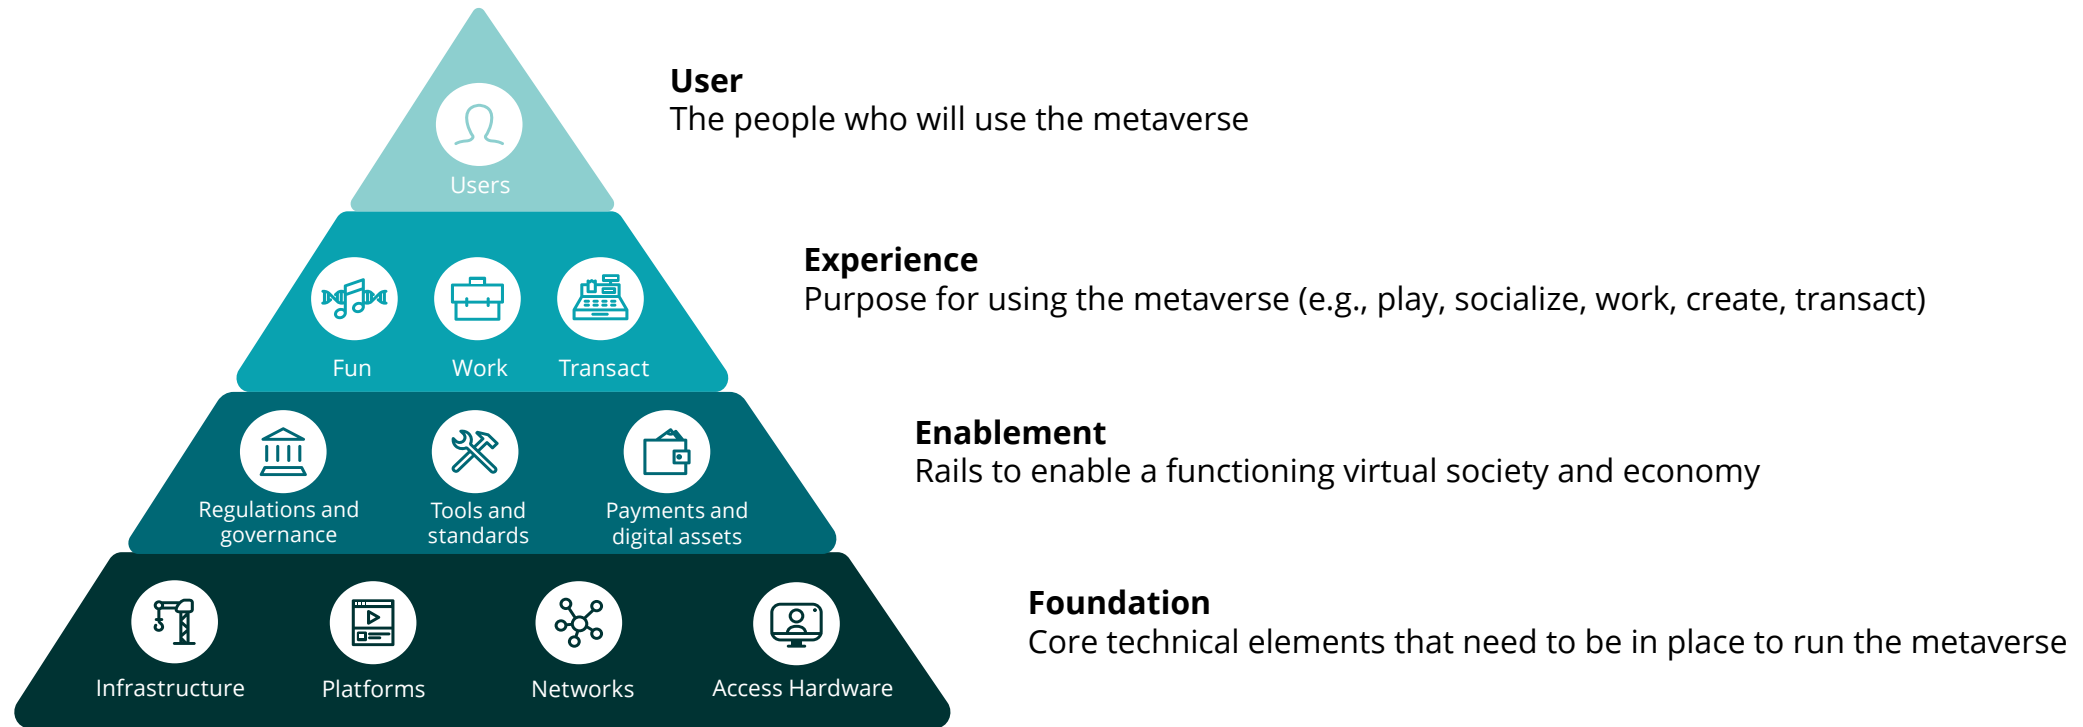 User
The people who will use the metaverse
Users
Experience
Purpose for using the metaverse (e.g., play, socialize, work, create, transact)
Fun
Work
Transact
Enablement
Rails to enable a functioning virtual society and economy
Regulations and
governance
Tools and
standards
Payments and
digital assets
Foundation
Core technical elements that need to be in place to run the metaverse
Infrastructure
Platforms
Networks
Access Hardware